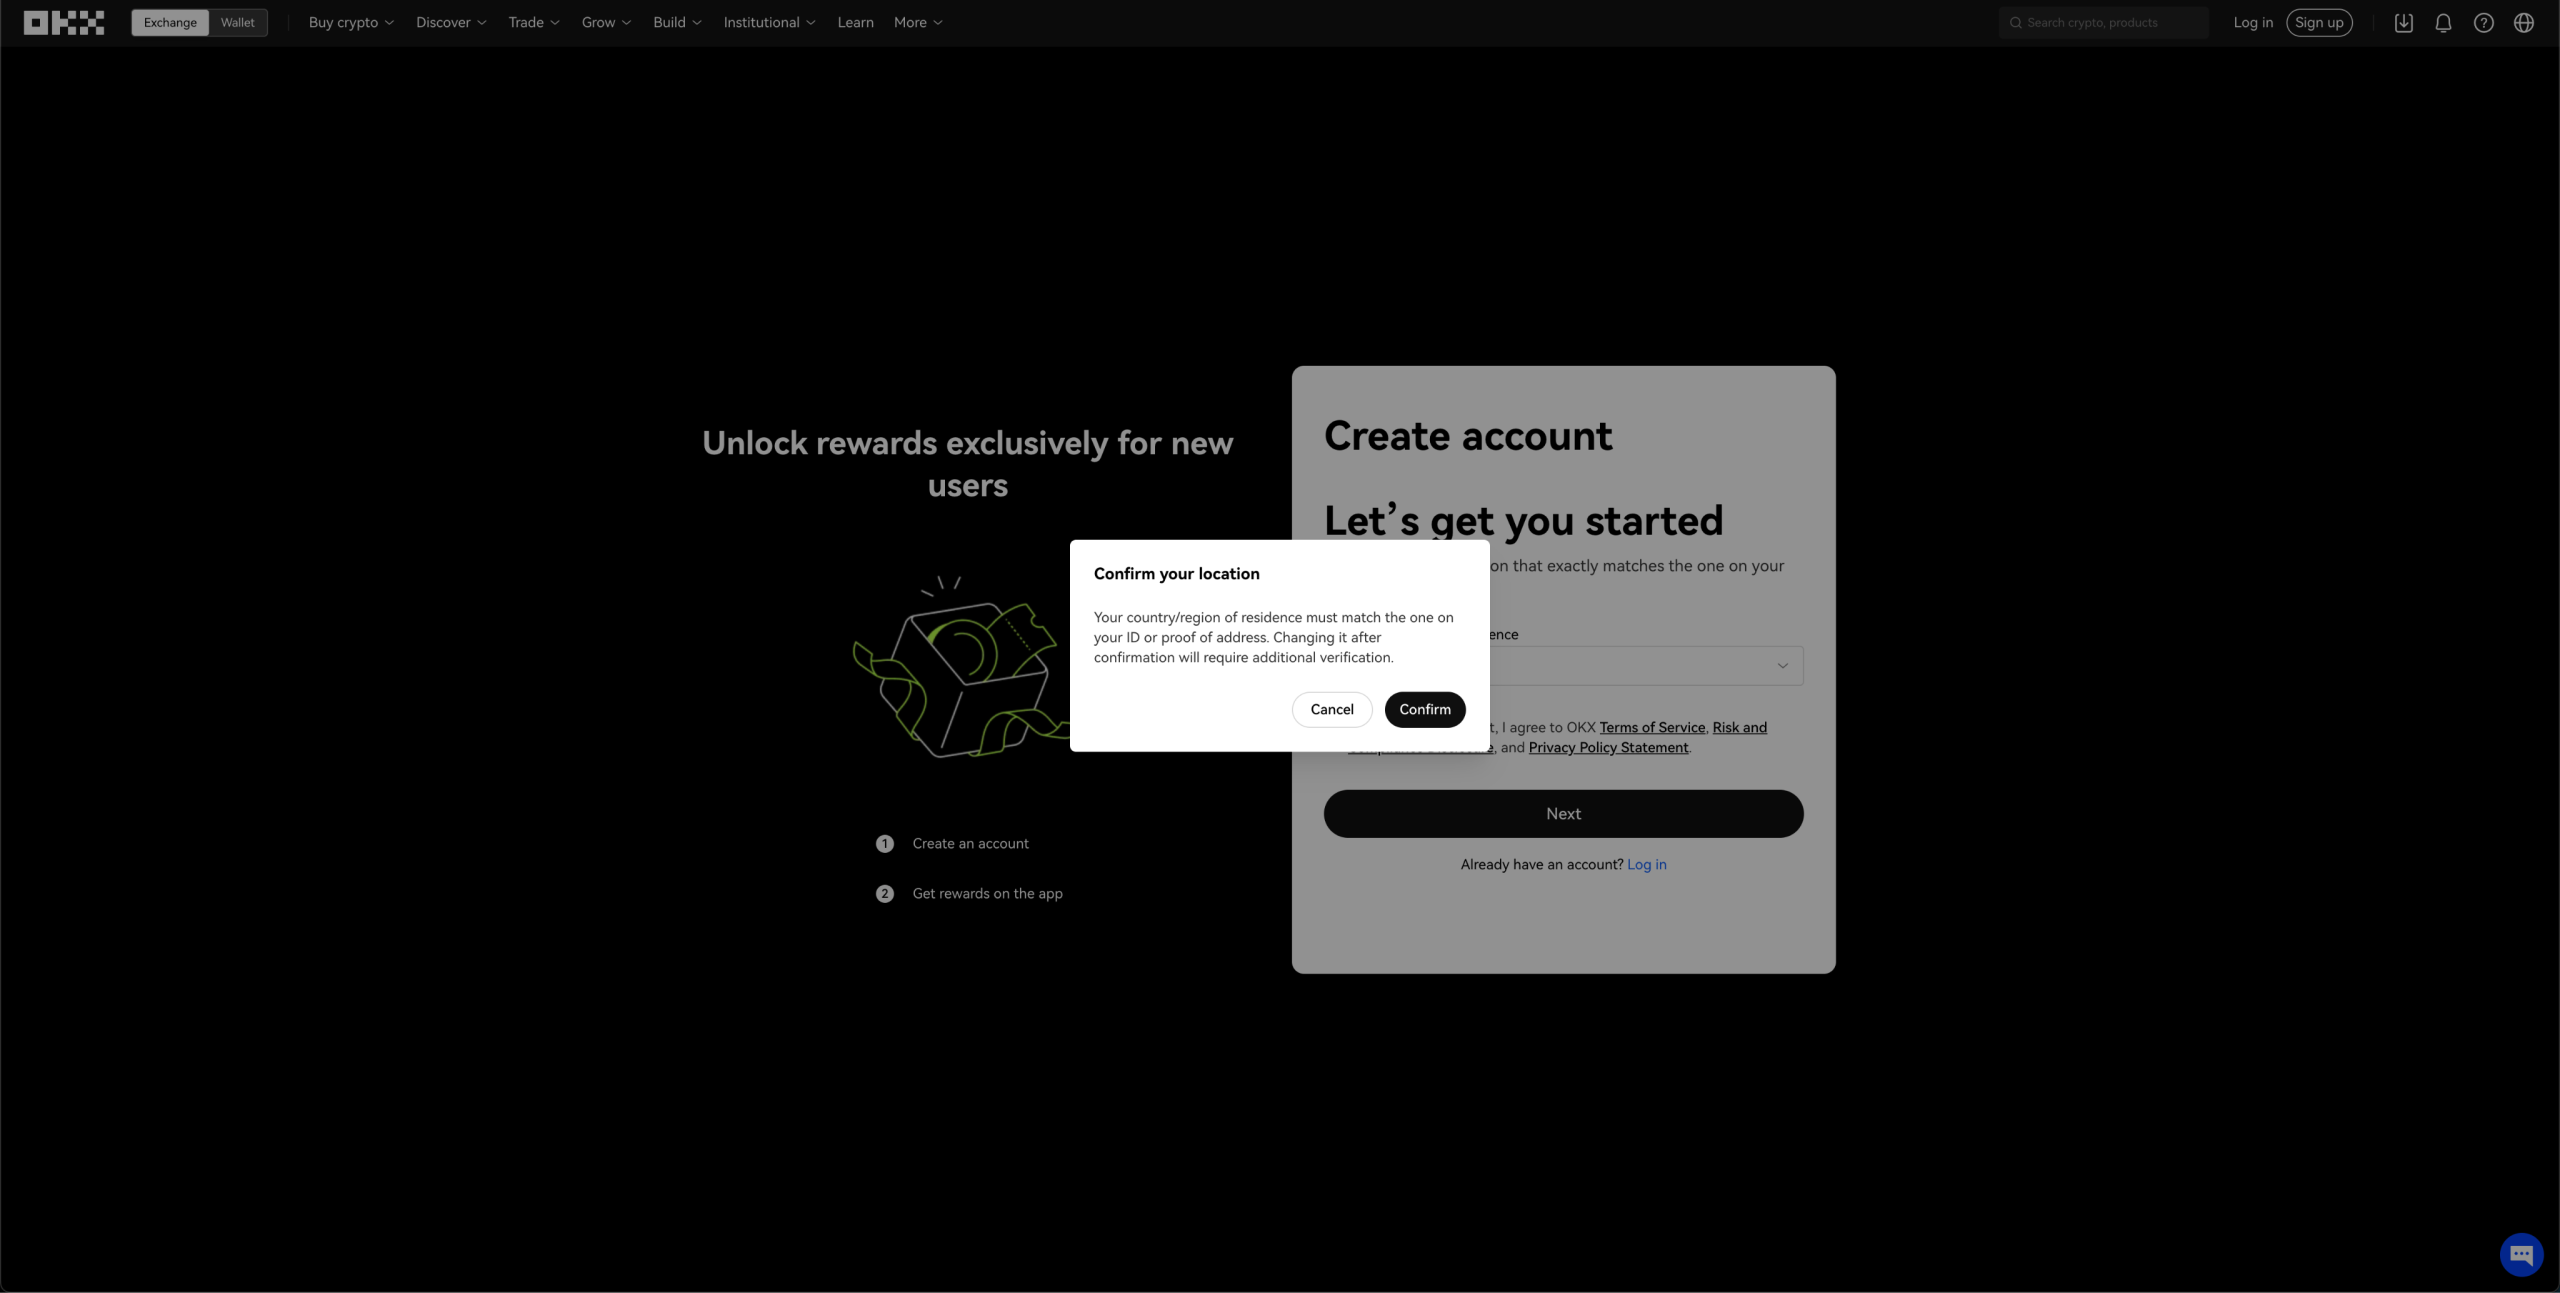 OKX
Exchange
Wallet
Buy crypto
Discover
Trade
Grow
Build
Institutional
Learn
More
Search crypto, products
Log in
Sign up
Unlock rewards exclusively for new
users
1 Create an account
2 Get rewards on the app
Create account
Let’s get you started
on that exactly matches the one on your
ence
t, I agree to OKX Terms of Service, Risk and
, and Privacy Policy Statement.
Next
Already have an account? Log in
Confirm your location
Your country/region of residence must match the one on
your ID or proof of address. Changing it after
confirmation will require additional verification.
Cancel
Confirm